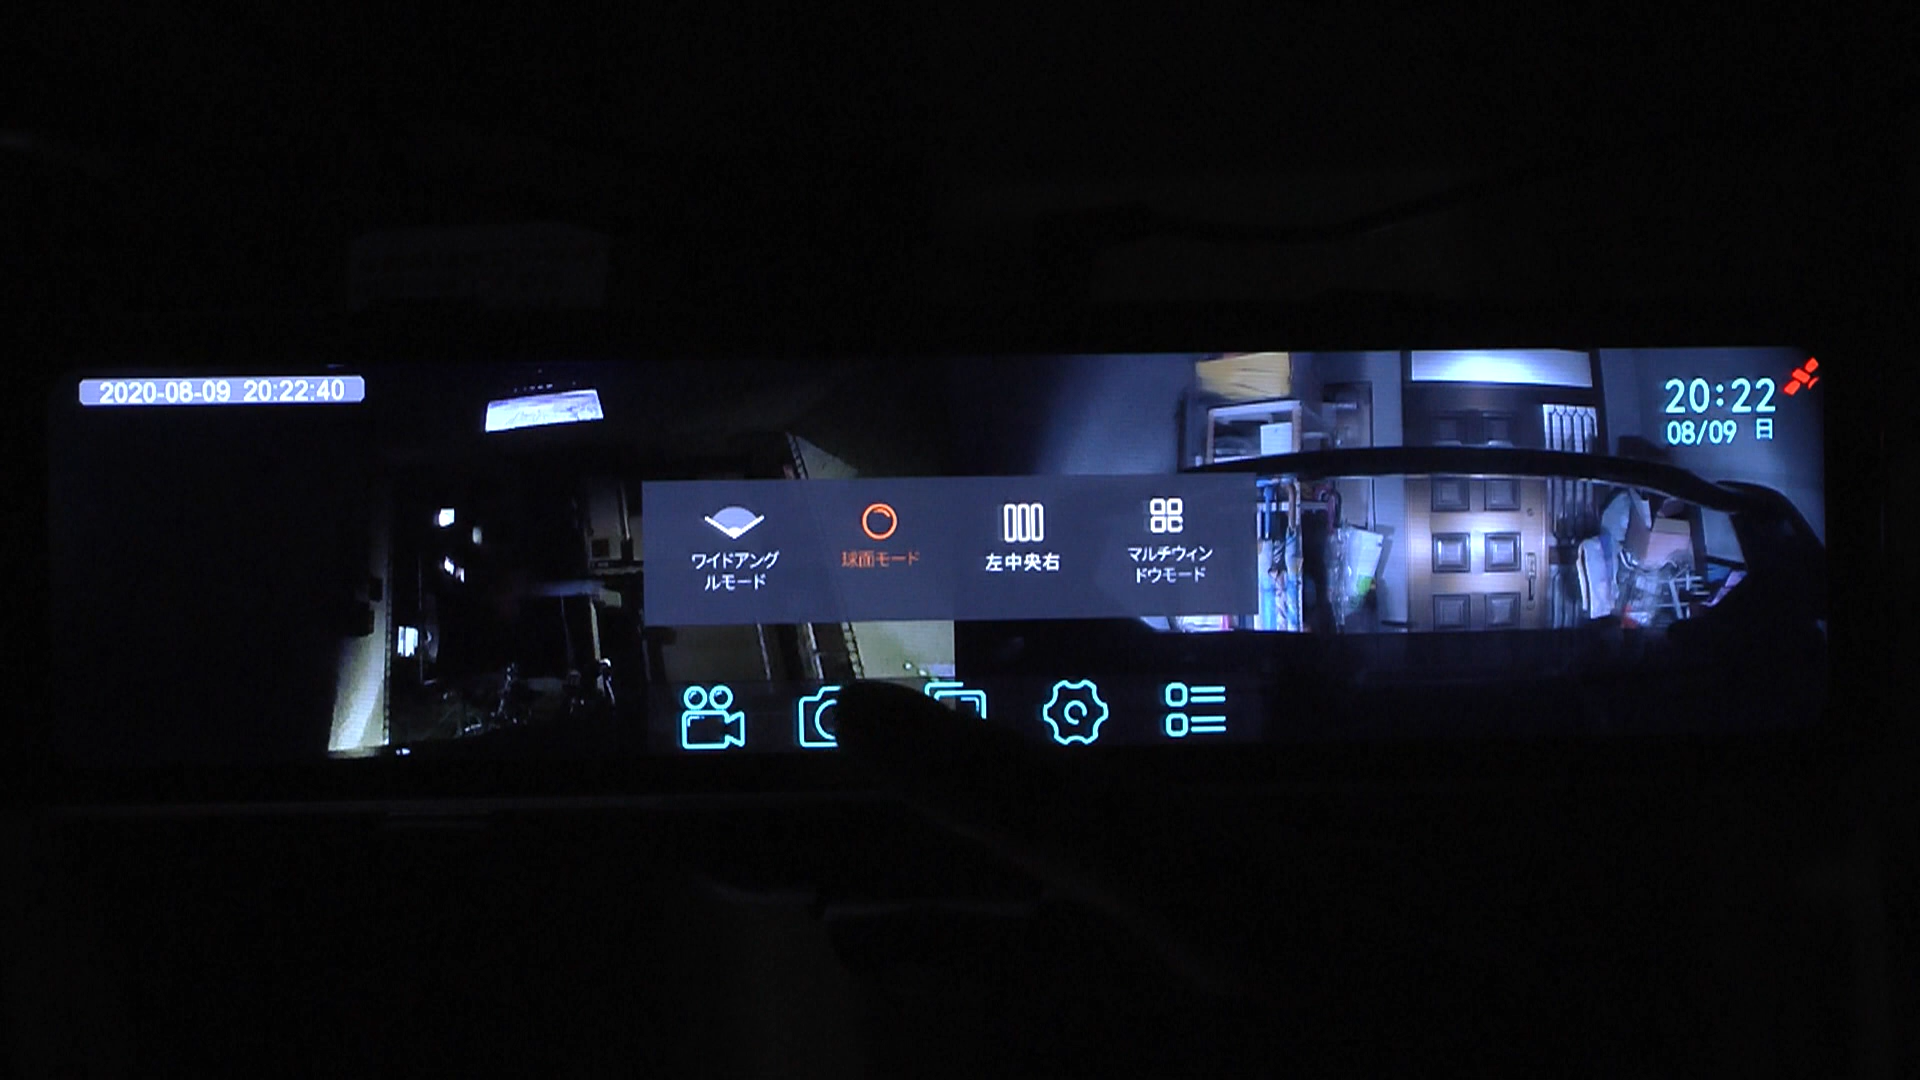 2020-08-09 20:22:40
20:22
08/09 日
ワイドアング
ルモード
球面モード
左中央右
マルチウィン
ドウモード